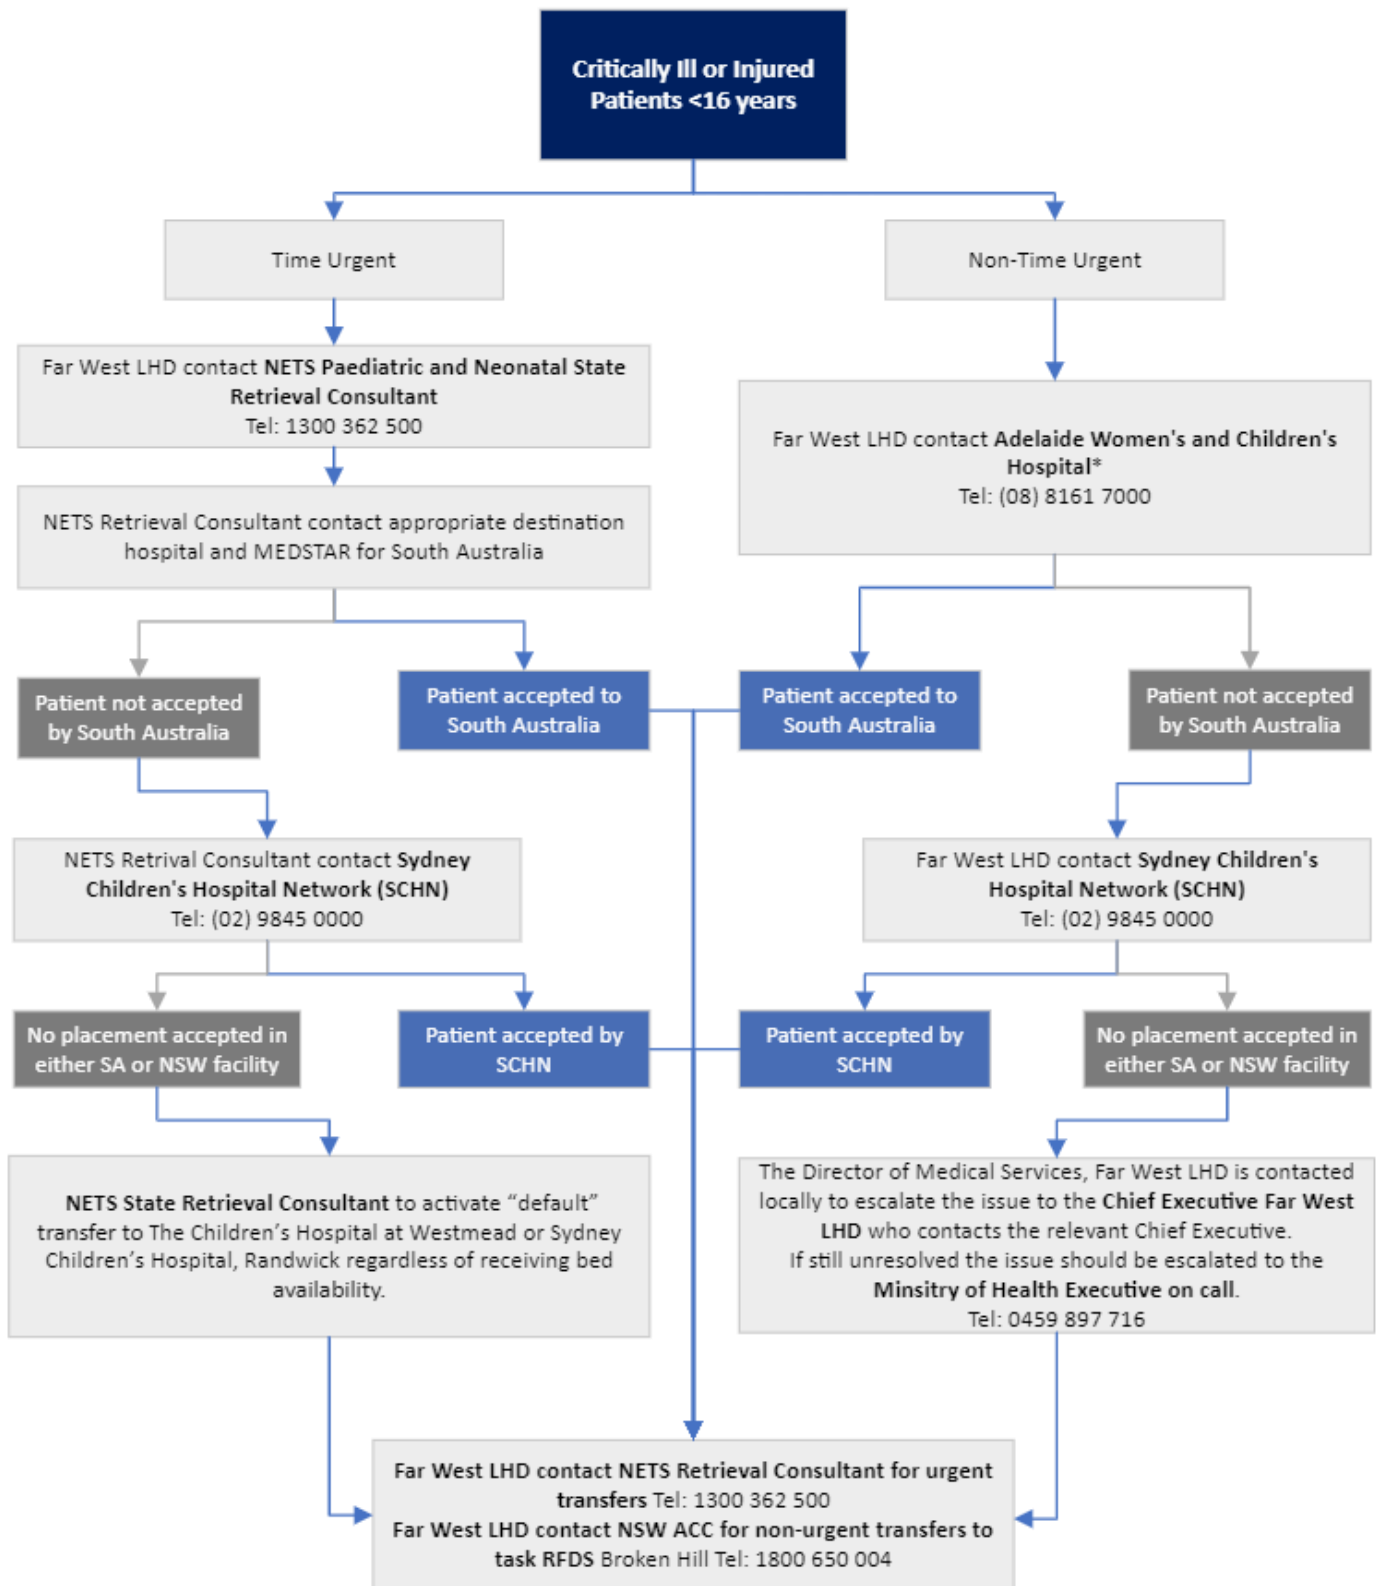 Critically Ill or Injured
Patients <16 years
Time Urgent
Non-Time Urgent
Far West LHD contact NETS Paediatric and Neonatal State
Retrieval Consultant
Tel: 1300 362 500
Far West LHD contact Adelaide Women's and Children's
Hospital*
Tel: (08) 8161 7000
NETS Retrieval Consultant contact appropriate destination
hospital and MEDSTAR for South Australia
Patient not accepted
by South Australia
Patient accepted to
South Australia
Patient accepted to
South Australia
Patient not accepted
by South Australia
NETS Retrival Consultant contact Sydney
Children's Hospital Network (SCHN)
Tel: (02) 9845 0000
Far West LHD contact Sydney Children's
Hospital Network (SCHN)
Tel: (02) 9845 0000
No placement accepted in
either SA or NSW facility
Patient accepted by
SCHN
Patient accepted by
SCHN
No placement accepted in
either SA or NSW facility
NETS State Retrieval Consultant to activate “default”
transfer to The Children’s Hospital at Westmead or Sydney
Children’s Hospital, Randwick regardless of receiving bed
availability.
The Director of Medical Services, Far West LHD is contacted
locally to escalate the issue to the Chief Executive Far West
LHD who contacts the relevant Chief Executive.
If still unresolved the issue should be escalated to the
Minsitry of Health Executive on call.
Tel: 0459 897 716
Far West LHD contact NETS Retrieval Consultant for urgent
transfers Tel: 1300 362 500
Far West LHD contact NSW ACC for non-urgent transfers to
task RFDS Broken Hill Tel: 1800 650 004